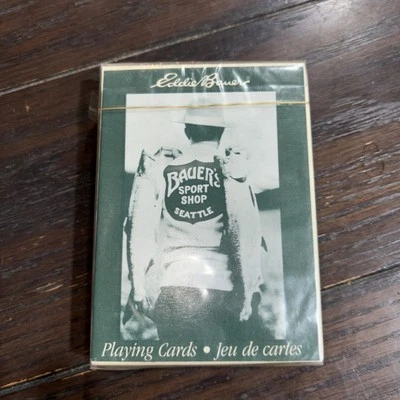 Eddie Bauer
BAUER'S
SPORT
SHOP
SEATTLE
Playing Cards • Jeu de cartes